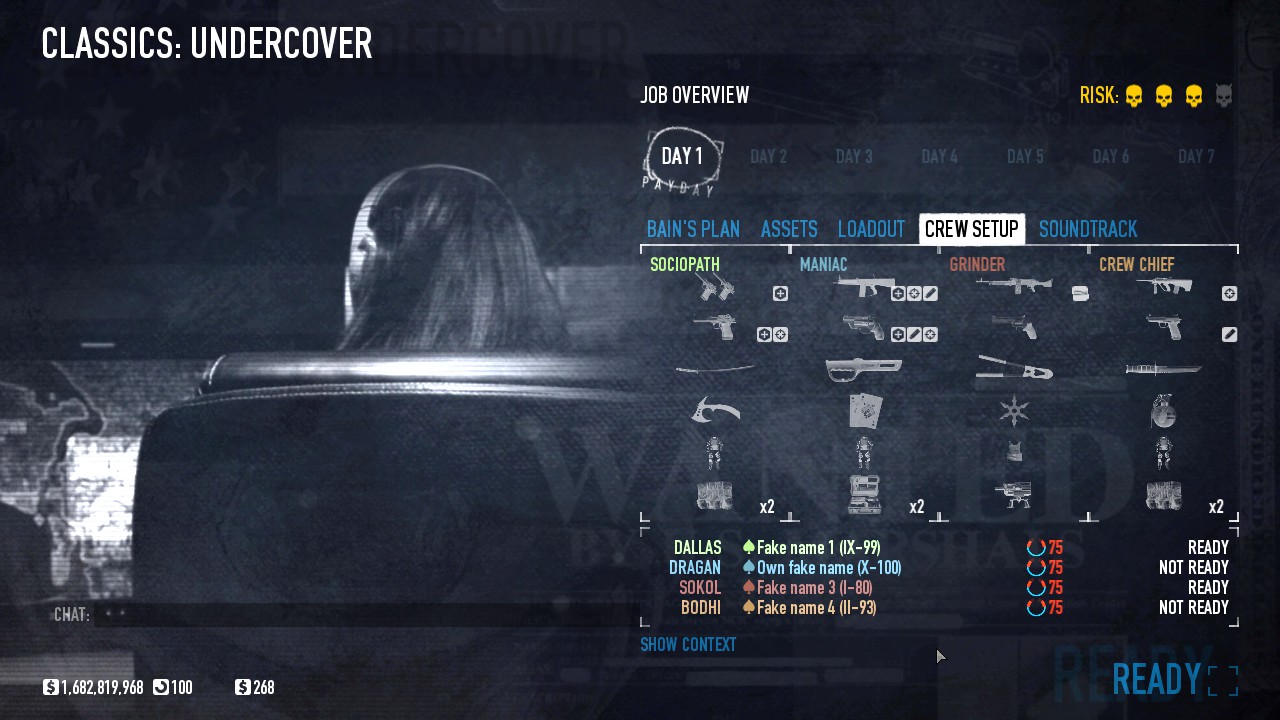 CLASSICS: UNDERCOVER
JOB OVERVIEW
RISK:
DAY 1 DAY 2 DAY 3 DAY 4 DAY 5 DAY 6 DAY 7
PAYDAY
BAIN'S PLAN ASSETS LOADOUT CREW SETUP SOUNDTRACK
SOCIOPATH MANIAC GRINDER CREW CHIEF
x2 x2 x2
WANTED
DALLAS Fake name 1 (IX-99) 75 READY
DRAGAN Own fake name (X-100) 75 NOT READY
SOKOL Fake name 3 (I-80) 75 READY
BODHI Fake name 4 (II-93) 75 NOT READY
CHAT:
SHOW CONTEXT
1,682,819,968 100 268
READY